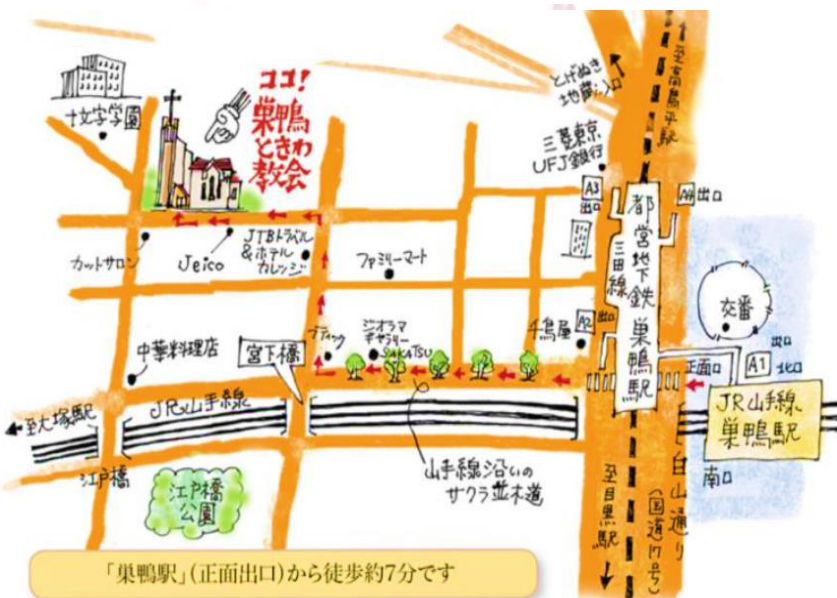 ココ!
巣鴨
ときわ
教会
十文字学園
とげぬき
地蔵入口
至高島平駅
三菱東京
UFJ銀行
A3
出口
A4出口
都営地下鉄
三田線
巣鴨駅
カットサロン
Jeico
JTBトラベル
&ホテル
カレッジ
ファミリーマート
交番
出口
A1
北口
正面口
A2
出口
千鳥屋
ブティック
ジオラマ
ギャラリー
SAKATSU
宮下橋
中華料理店
JR山手線
巣鴨駅
南口
白山通り
(国道17号)
至目黒駅
JR山手線
至大塚駅
江戸橋
江戸橋
公園
山手線沿いの
サクラ並木道
「巣鴨駅」(正面出口)から徒歩約7分です